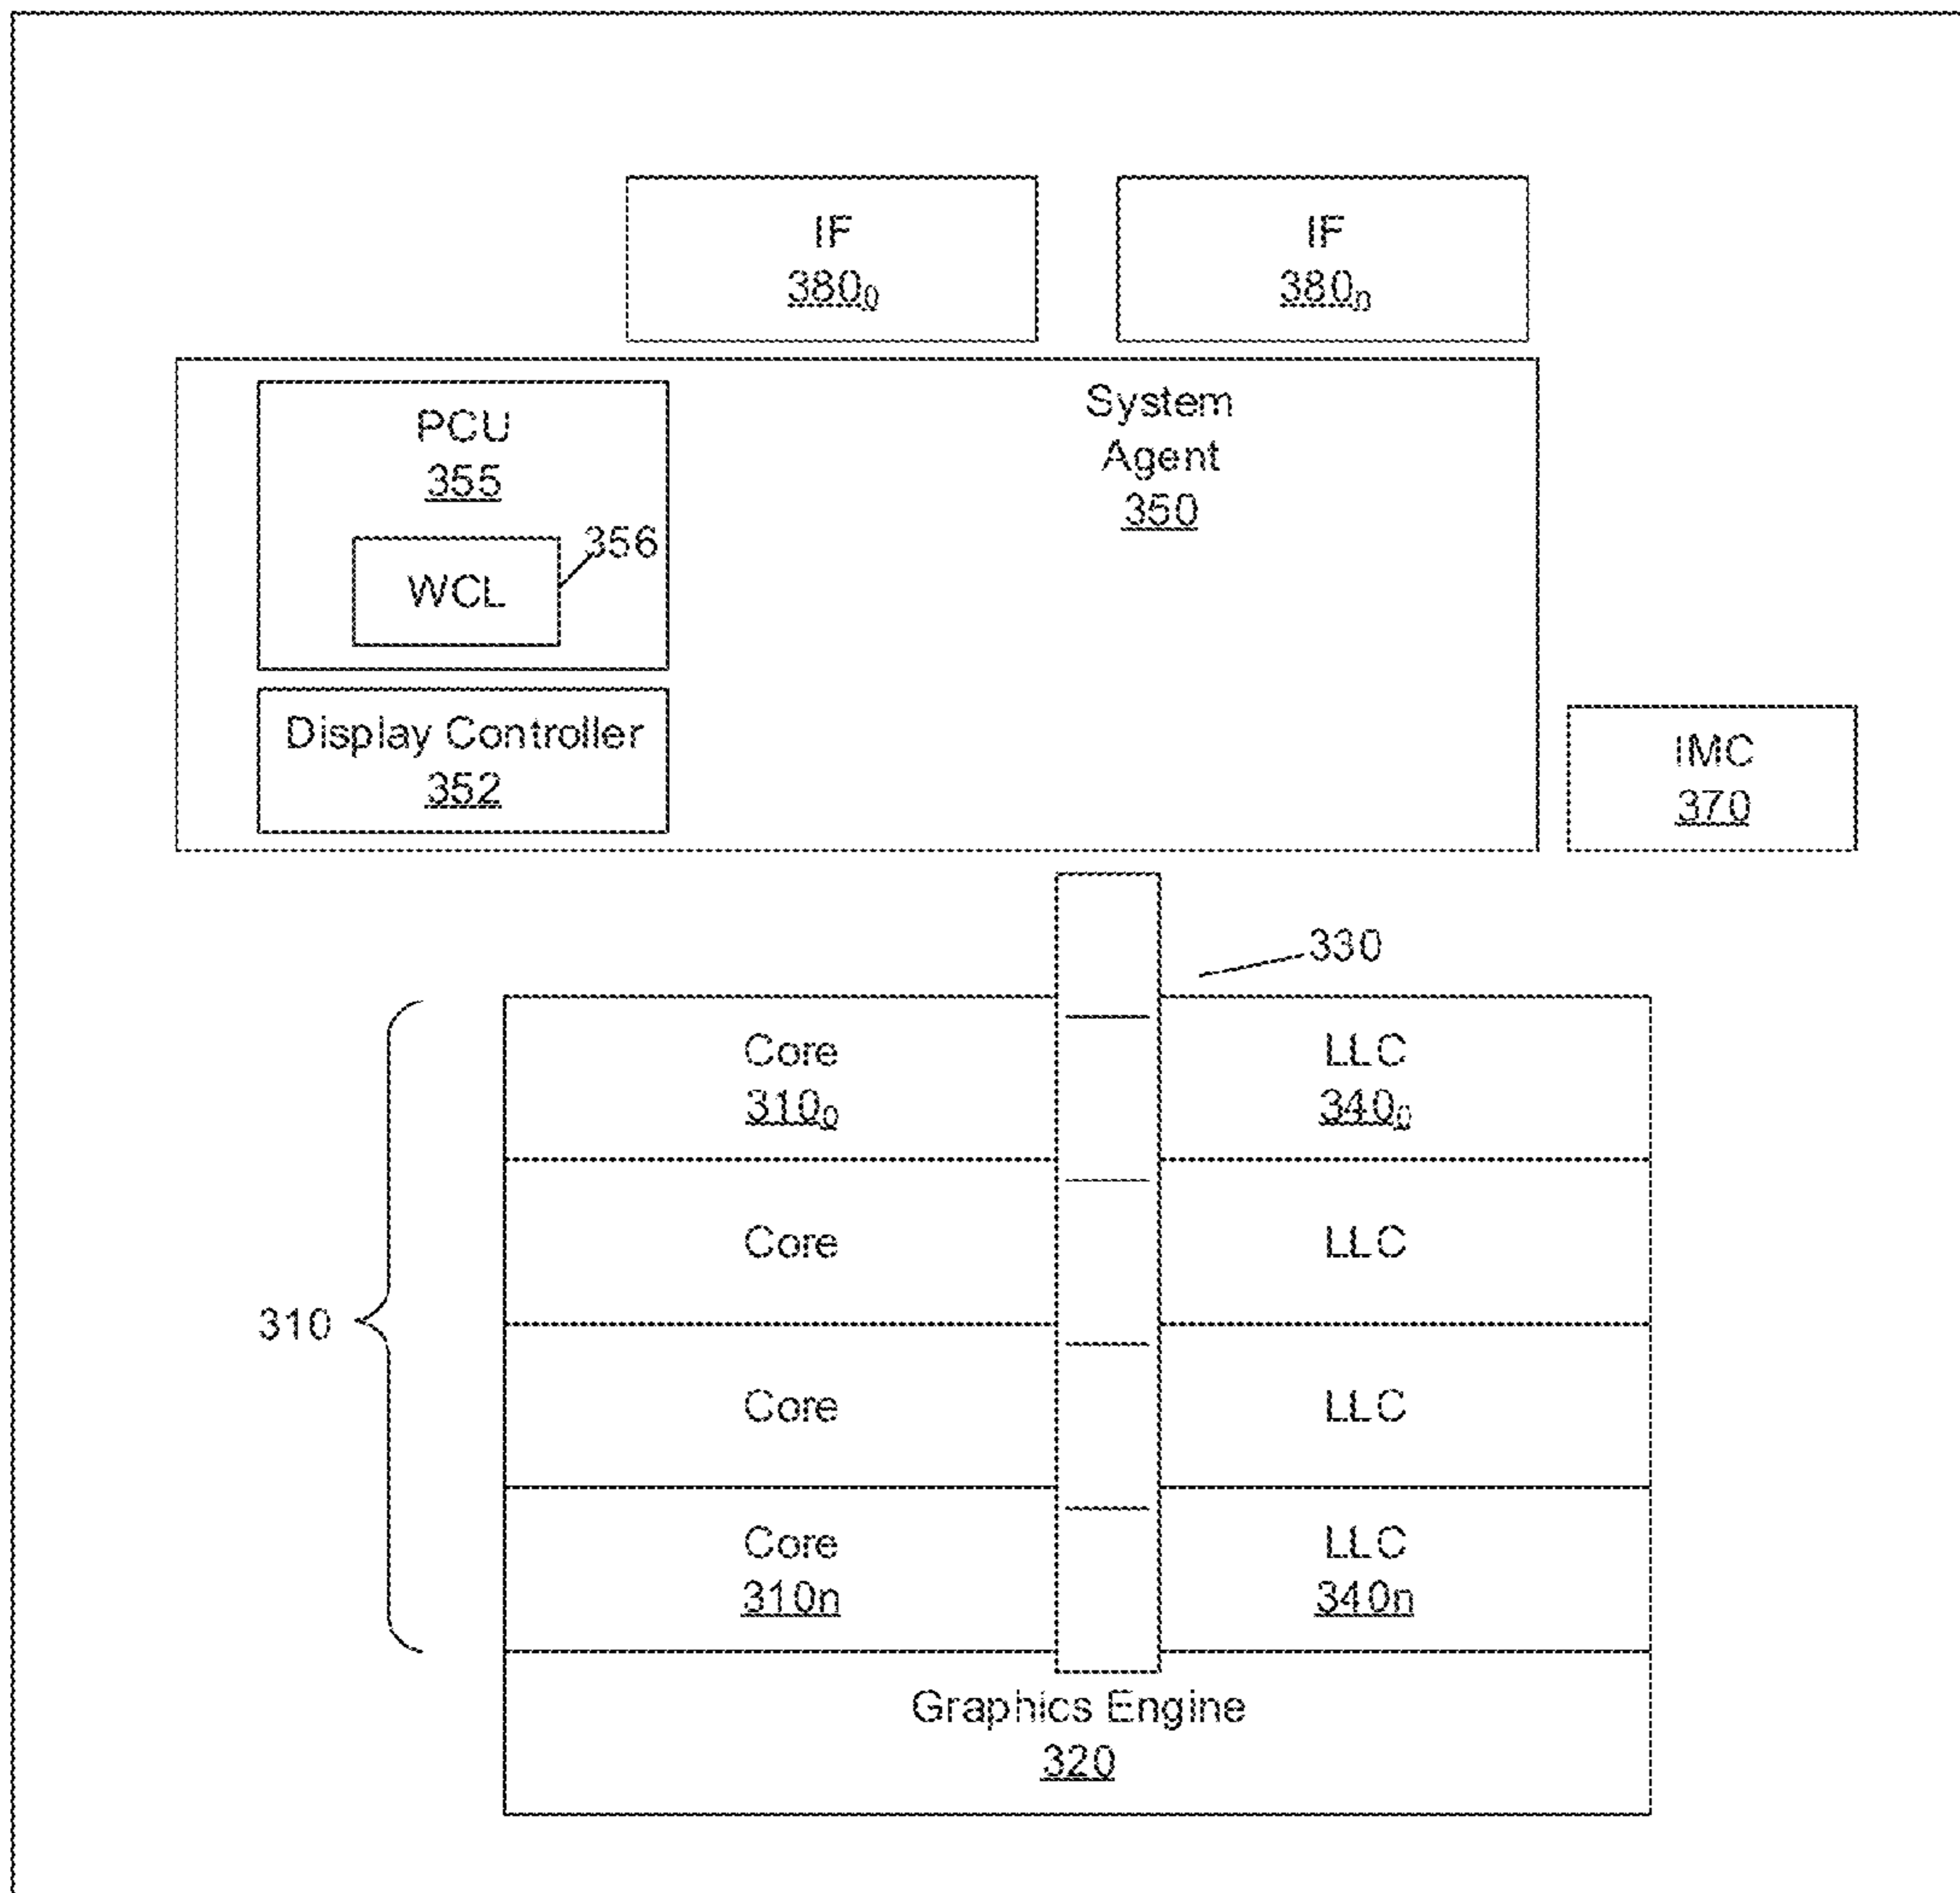 IF
380₀
IF
380ₙ
PCU
355
356
WCL
System
Agent
350
Display Controller
352
IMC
370
330
Core
310₀
LLC
340₀
Core
LLC
310
Core
LLC
Core
310n
LLC
340n
Graphics Engine
320